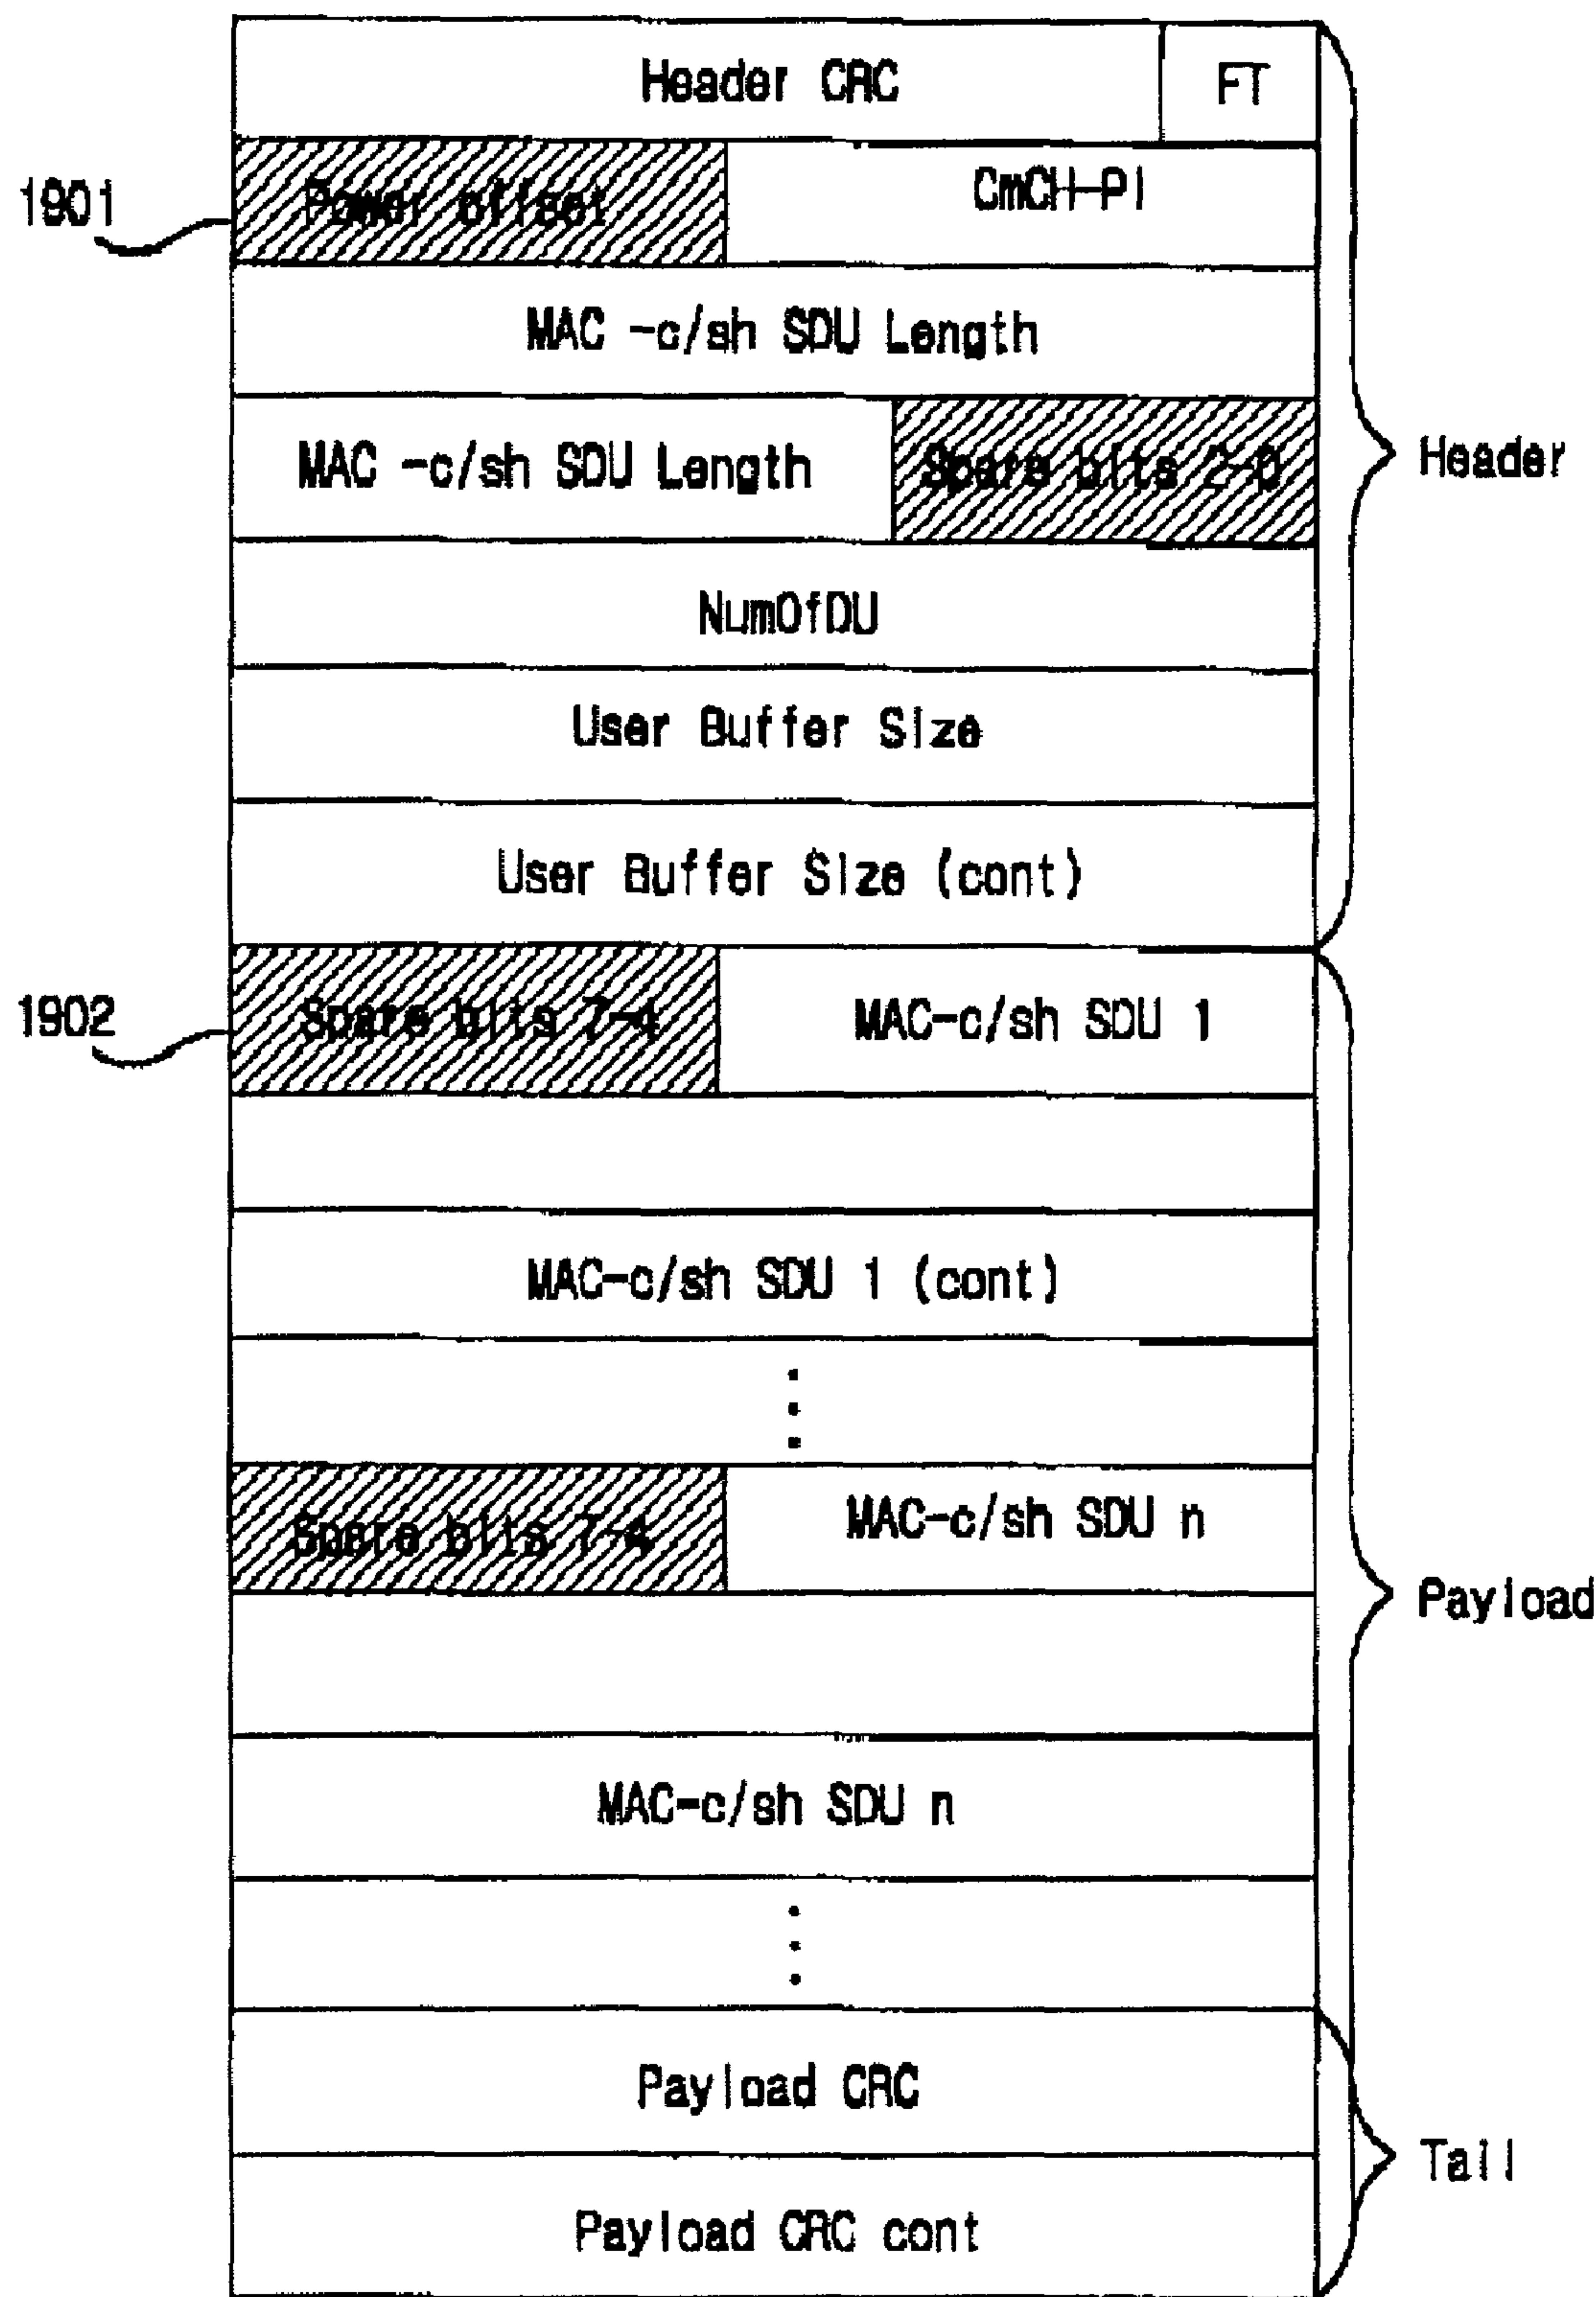 Header CRC FT
1901 Power offset CmCH-PI
MAC -c/sh SDU Length
MAC -c/sh SDU Length Spare bits 2-0
Header
NumOfDU
User Buffer Size
User Buffer Size (cont)
1902 Spare bits 7-4 MAC-c/sh SDU 1
MAC-c/sh SDU 1 (cont)
Spare bits 7-4 MAC-c/sh SDU n
Payload
MAC-c/sh SDU n
Payload CRC
Tail
Payload CRC cont